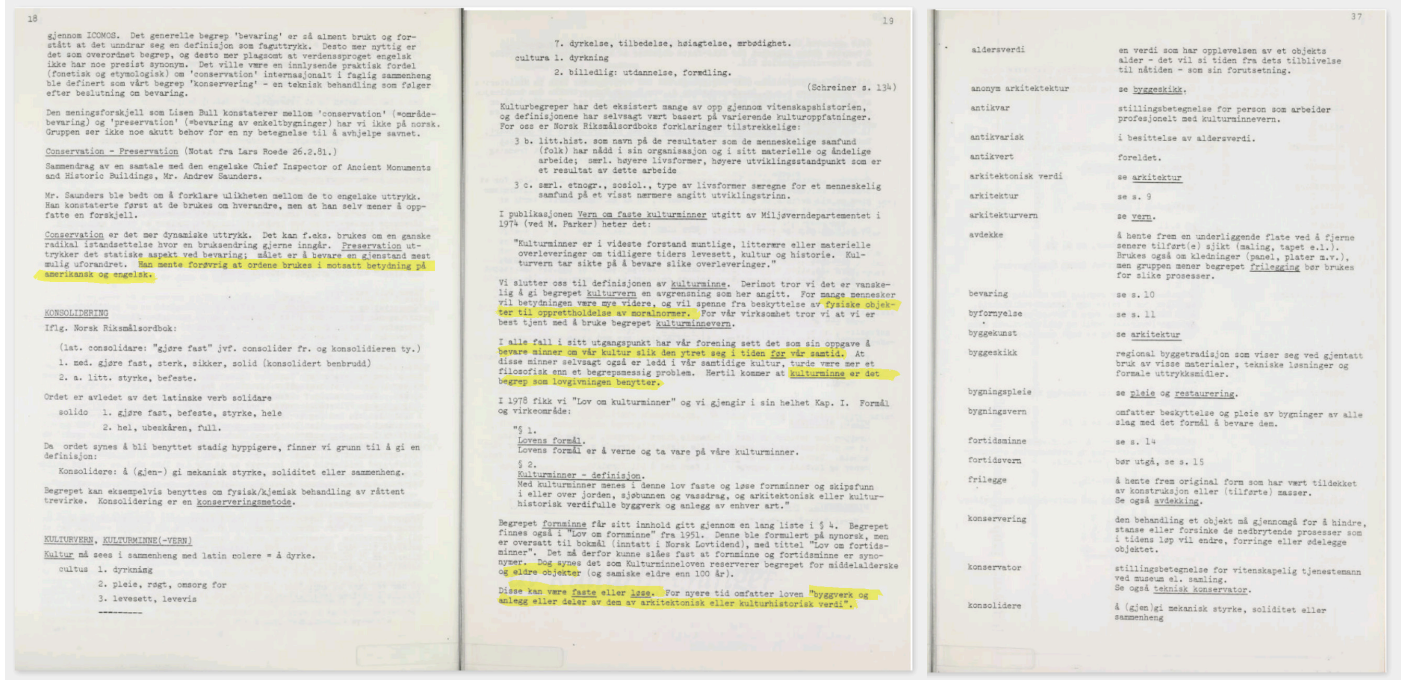 18
gjennom ICOMOS. Det generelle begrep 'bevaring' er så alment brukt og for-
stått at det unndrar seg en definisjon som faguttrykk. Desto mer nyttig er
det som overordnet begrep, og desto mer plagsomt at verdenssproget engelsk
ikke har noe presist synonym. Det ville være en innlysende praktisk fordel
(fonetisk og etymologisk) om 'conservation' internasjonalt i faglig sammenheng
ble definert som vårt begrep 'konservering' - en teknisk behandling som følger
etter beslutning om bevaring.
Den meningsforskjell som Lisen Bull konstaterer mellom 'conservation' (=område-
bevaring) og 'preservation' (=bevaring av enkeltbygninger) har vi ikke på norsk.
Gruppen ser ikke noe akutt behov for en ny betegnelse til å avhjelpe savnet.
Conservation - Preservation (Notat fra Lars Roede 26.2.81.)
Sammendrag av en samtale med den engelske Chief Inspector of Ancient Monuments
and Historic Buildings, Mr. Andrew Saunders.
Mr. Saunders ble bedt om å forklare ulikheten mellom de to engelske uttrykk.
Han konstaterte først at de brukes om hverandre, men at han selv mener å opp-
fatte en forskjell.
Conservation er det mer dynamiske uttrykk. Det kan f.eks. brukes om en ganske
radikal istandsettelse hvor en bruksendring gjerne inngår. Preservation ut-
trykker det statiske aspekt ved bevaring; målet er å bevare en gjenstand mest
mulig uforandret. Han mente forøvrig at ordene brukes i motsatt betydning på
amerikansk og engelsk.
KONSOLIDERING
Iflg. Norsk Riksmålsordbok:
(lat. consolidare: "gjøre fast" jvf. consolider fr. og konsolidieren ty.)
1. med. gjøre fast, sterk, sikker, solid (konsolidert benbrudd)
2. a. litt. styrke, befeste.
Ordet er avledet av det latinske verb solidare
solido 1. gjøre fast, befeste, styrke, hele
2. hel, ubeskåren, full.
Da ordet synes å bli benyttet stadig hyppigere, finner vi grunn til å gi en
definisjon:
Konsolidere: å (gjen-) gi mekanisk styrke, soliditet eller sammenheng.
Begrepet kan eksempelvis benyttes om fysisk/kjemisk behandling av råttent
trevirke. Konsolidering er en konserveringsmetode.
KULTURVERN, KULTURMINNE(-VERN)
Kultur må sees i sammenheng med latin colere = å dyrke.
cultus 1. dyrkning
2. pleie, røgt, omsorg for
3. levesett, levevis
---------
19
7. dyrkelse, tilbedelse, høiagtelse, ærbødighet.
cultura 1. dyrking
2. billedlig: utdannelse, foredling.
(Schreiner s. 134)
Kulturbegreper har det eksistert mange av opp gjennom vitenskapshistorien,
og definisjonene har selvsagt vært basert på varierende kulturoppfatninger.
For oss er Norsk Riksmålsordboks forklaringer tilstrekkelige:
3 b. litt.hist. som navn på de resultater som de menneskelige samfund
(folk) har nådd i sin organisasjon og i sitt materielle og åndelige
arbeide; særl. høyere livsformer, høyere utviklingsstandpunkt som er
et resultat av dette arbeide
3 c. særl. etnogr., sosiol., type av livsformer særegne for et menneskelig
samfund på et visst nærmere angitt utviklingstrinn.
I publikasjonen Vern om faste kulturminner utgitt av Miljøverndepartementet i
1974 (ved M. Parker) heter det:
"Kulturminner er i videste forstand muntlige, litterære eller materielle
overleveringer om tidligere tiders levesett, kultur og historie. Kul-
turvern tar sikte på å bevare slike overleveringer."
Vi slutter oss til definisjonen av kulturminne. Derimot tror vi det er vanske-
lig å gi begrepet kulturvern en avgrensning som her angitt. For mange mennesker
vil betydningen være mye videre, og vil spenne fra beskyttelse av fysiske objek-
ter til opprettholdelse av moralnormer. For vår virksomhet tror vi at vi er
best tjent med å bruke begrepet kulturminnevern.
I alle fall i sitt utgangspunkt har vår forening sett det som sin oppgave å
bevare minner om vår kultur slik den ytret seg i tiden før vår samtid. At
disse minner selvsagt også er ledd i vår samtidige kultur, turde være mer et
filosofisk enn et begrepsmessig problem. Hertil kommer at kulturminne er det
begrep som lovgivningen benytter.
I 1978 fikk vi "Lov om kulturminner" og vi gjengir i sin helhet Kap. I. Formål
og virkeområde:
"§ 1.
Lovens formål.
Lovens formål er å verne og ta vare på våre kulturminner.
§ 2.
Kulturminner - definisjon.
Med kulturminner menes i denne lov faste og løse fornminner og skipsfunn
i eller over jorden, sjøbunnen og vassdrag, og arkitektonisk eller kultur-
historisk verdifulle byggverk og anlegg av enhver art."
Begrepet fornminne får sitt innhold gitt gjennom en lang liste i § 4. Begrepet
finnes også i "Lov om fornminne" fra 1951. Denne ble formulert på nynorsk, men
er oversatt til bokmål (inntatt i Norsk Lovtidend), med tittel "Lov om fortids-
minner". Det må derfor kunne slåes fast at fornminne og fortidsminne er syno-
nymer. Dog synes det som Kulturminneloven reserverer begrepet for middelalderske
og eldre objekter (og samiske eldre enn 100 år).
Disse kan være faste eller løse. For nyere tid omfatter loven "byggverk og
anlegg eller deler av dem av arkitektonisk eller kulturhistorisk verdi".
37
aldersverdi en verdi som har opplevelsen av et objekts
alder - det vil si tiden fra dets tilblivelse
til nåtiden - som sin forutsetning.
anonym arkitektektur se byggeskikk.
antikvar stillingsbetegnelse for person som arbeider
profesjonelt med kulturminnevern.
antikvarisk i besittelse av aldersverdi.
antikvert foreldet.
arkitektonisk verdi se arkitektur
arkitektur se s. 9
arkitekturvern se vern.
avdekke å hente frem en underliggende flate ved å fjerne
senere tilført(e) sjikt (maling, tapet e.l.).
Brukes også om kledninger (panel, plater m.v.),
men gruppen mener begrepet frilegging bør brukes
for slike prosesser.
bevaring se s. 10
byfornyelse se s. 11
byggekunst se arkitektur
byggeskikk regional byggetradisjon som viser seg ved gjentatt
bruk av visse materialer, tekniske løsninger og
formale uttrykksmidler.
bygningspleie se pleie og restaurering.
bygningsvern omfatter beskyttelse og pleie av bygninger av alle
slag med det formål å bevare dem.
fortidsminne se s. 14
fortidsvern bør utgå, se s. 15
frilegge å hente frem original form som har vært tildekket
av konstruksjon eller (tilførte) masser.
Se også avdekking.
konservering den behandling et objekt må gjennomgå for å hindre,
stanse eller forsinke de nedbrytende prosesser som
i tidens løp vil endre, forringe eller ødelegge
objektet.
konservator stillingsbetegnelse for vitenskapelig tjenestemann
ved museum el. samling.
Se også teknisk konservator.
konsolidere å (gjen)gi mekanisk styrke, soliditet eller
sammenheng